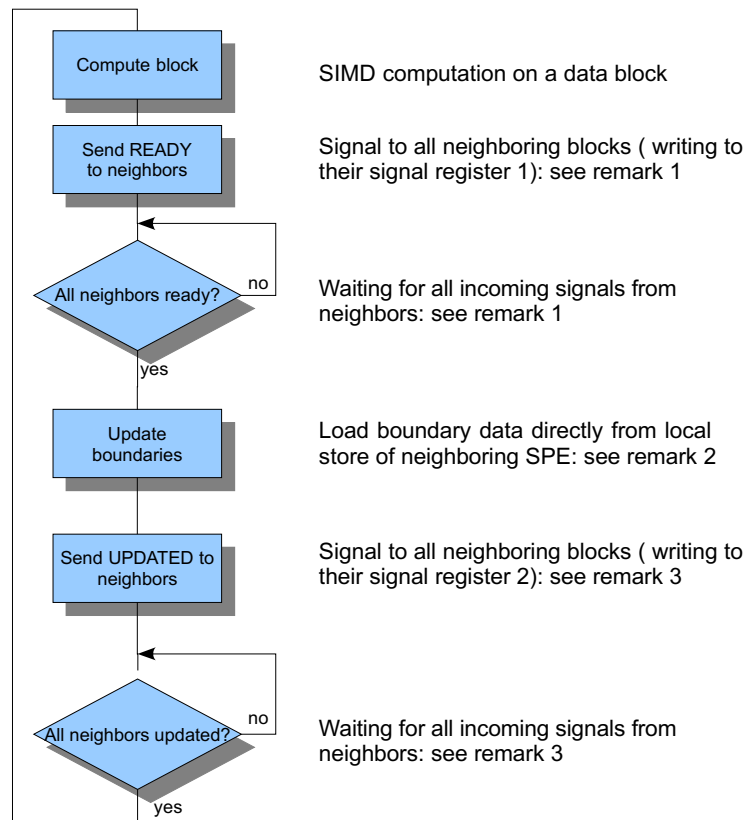 Compute block
SIMD computation on a data block
Send READY
to neighbors
Signal to all neighboring blocks ( writing to
their signal register 1): see remark 1
All neighbors ready?
no
Waiting for all incoming signals from
neighbors: see remark 1
yes
Update
boundaries
Load boundary data directly from local
store of neighboring SPE: see remark 2
Send UPDATED to
neighbors
Signal to all neighboring blocks ( writing to
their signal register 2): see remark 3
All neighbors updated?
no
Waiting for all incoming signals from
neighbors: see remark 3
yes